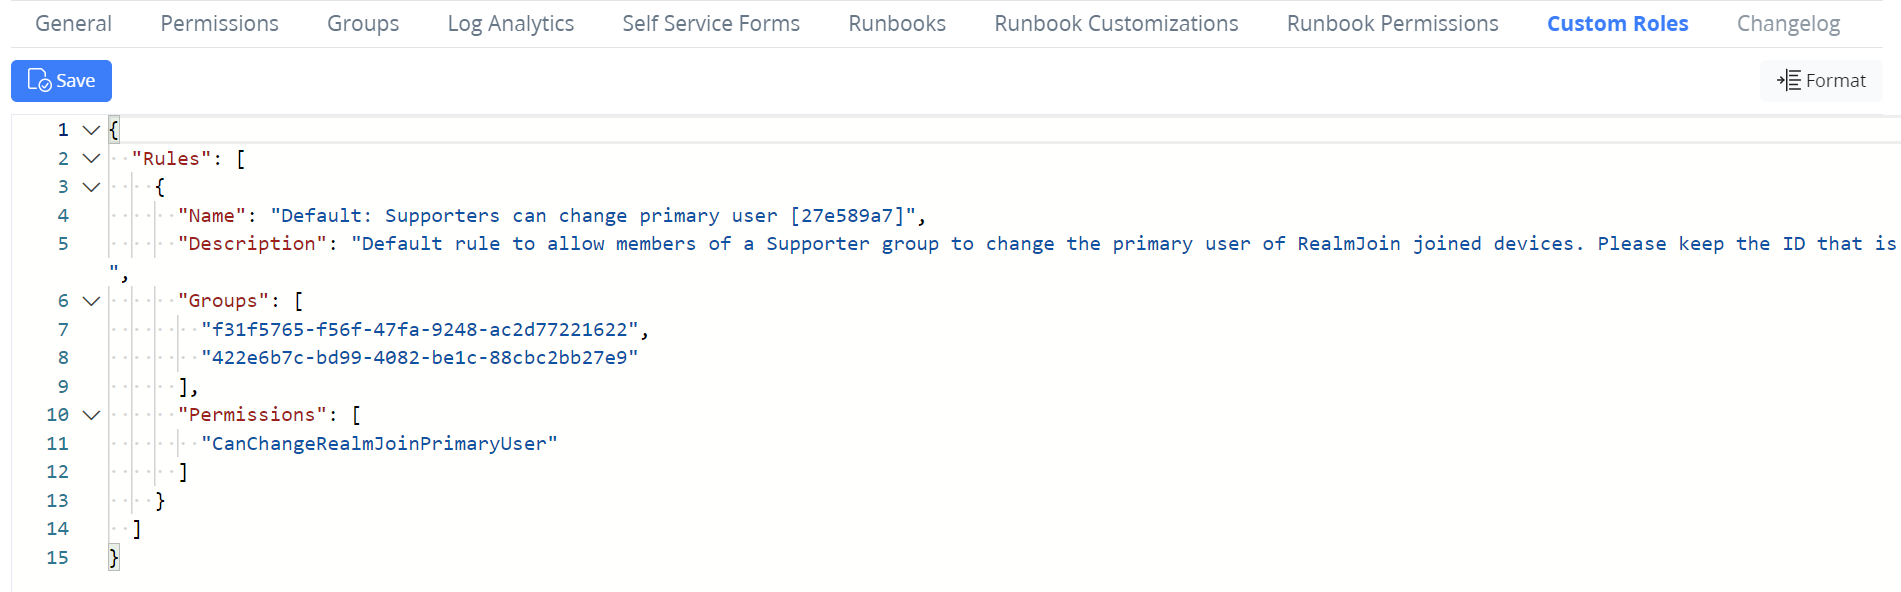 General Permissions Groups Log Analytics Self Service Forms Runbooks Runbook Customizations Runbook Permissions Custom Roles Changelog
Save Format
1 {
2 "Rules": [
3 {
4 "Name": "Default: Supporters can change primary user [27e589a7]",
5 "Description": "Default rule to allow members of a Supporter group to change the primary user of RealmJoin joined devices. Please keep the ID that is
",
6 "Groups": [
7 "f31f5765-f56f-47fa-9248-ac2d77221622",
8 "422e6b7c-bd99-4082-be1c-88cbc2bb27e9"
9 ],
10 "Permissions": [
11 "CanChangeRealmJoinPrimaryUser"
12 ]
13 }
14 ]
15 }